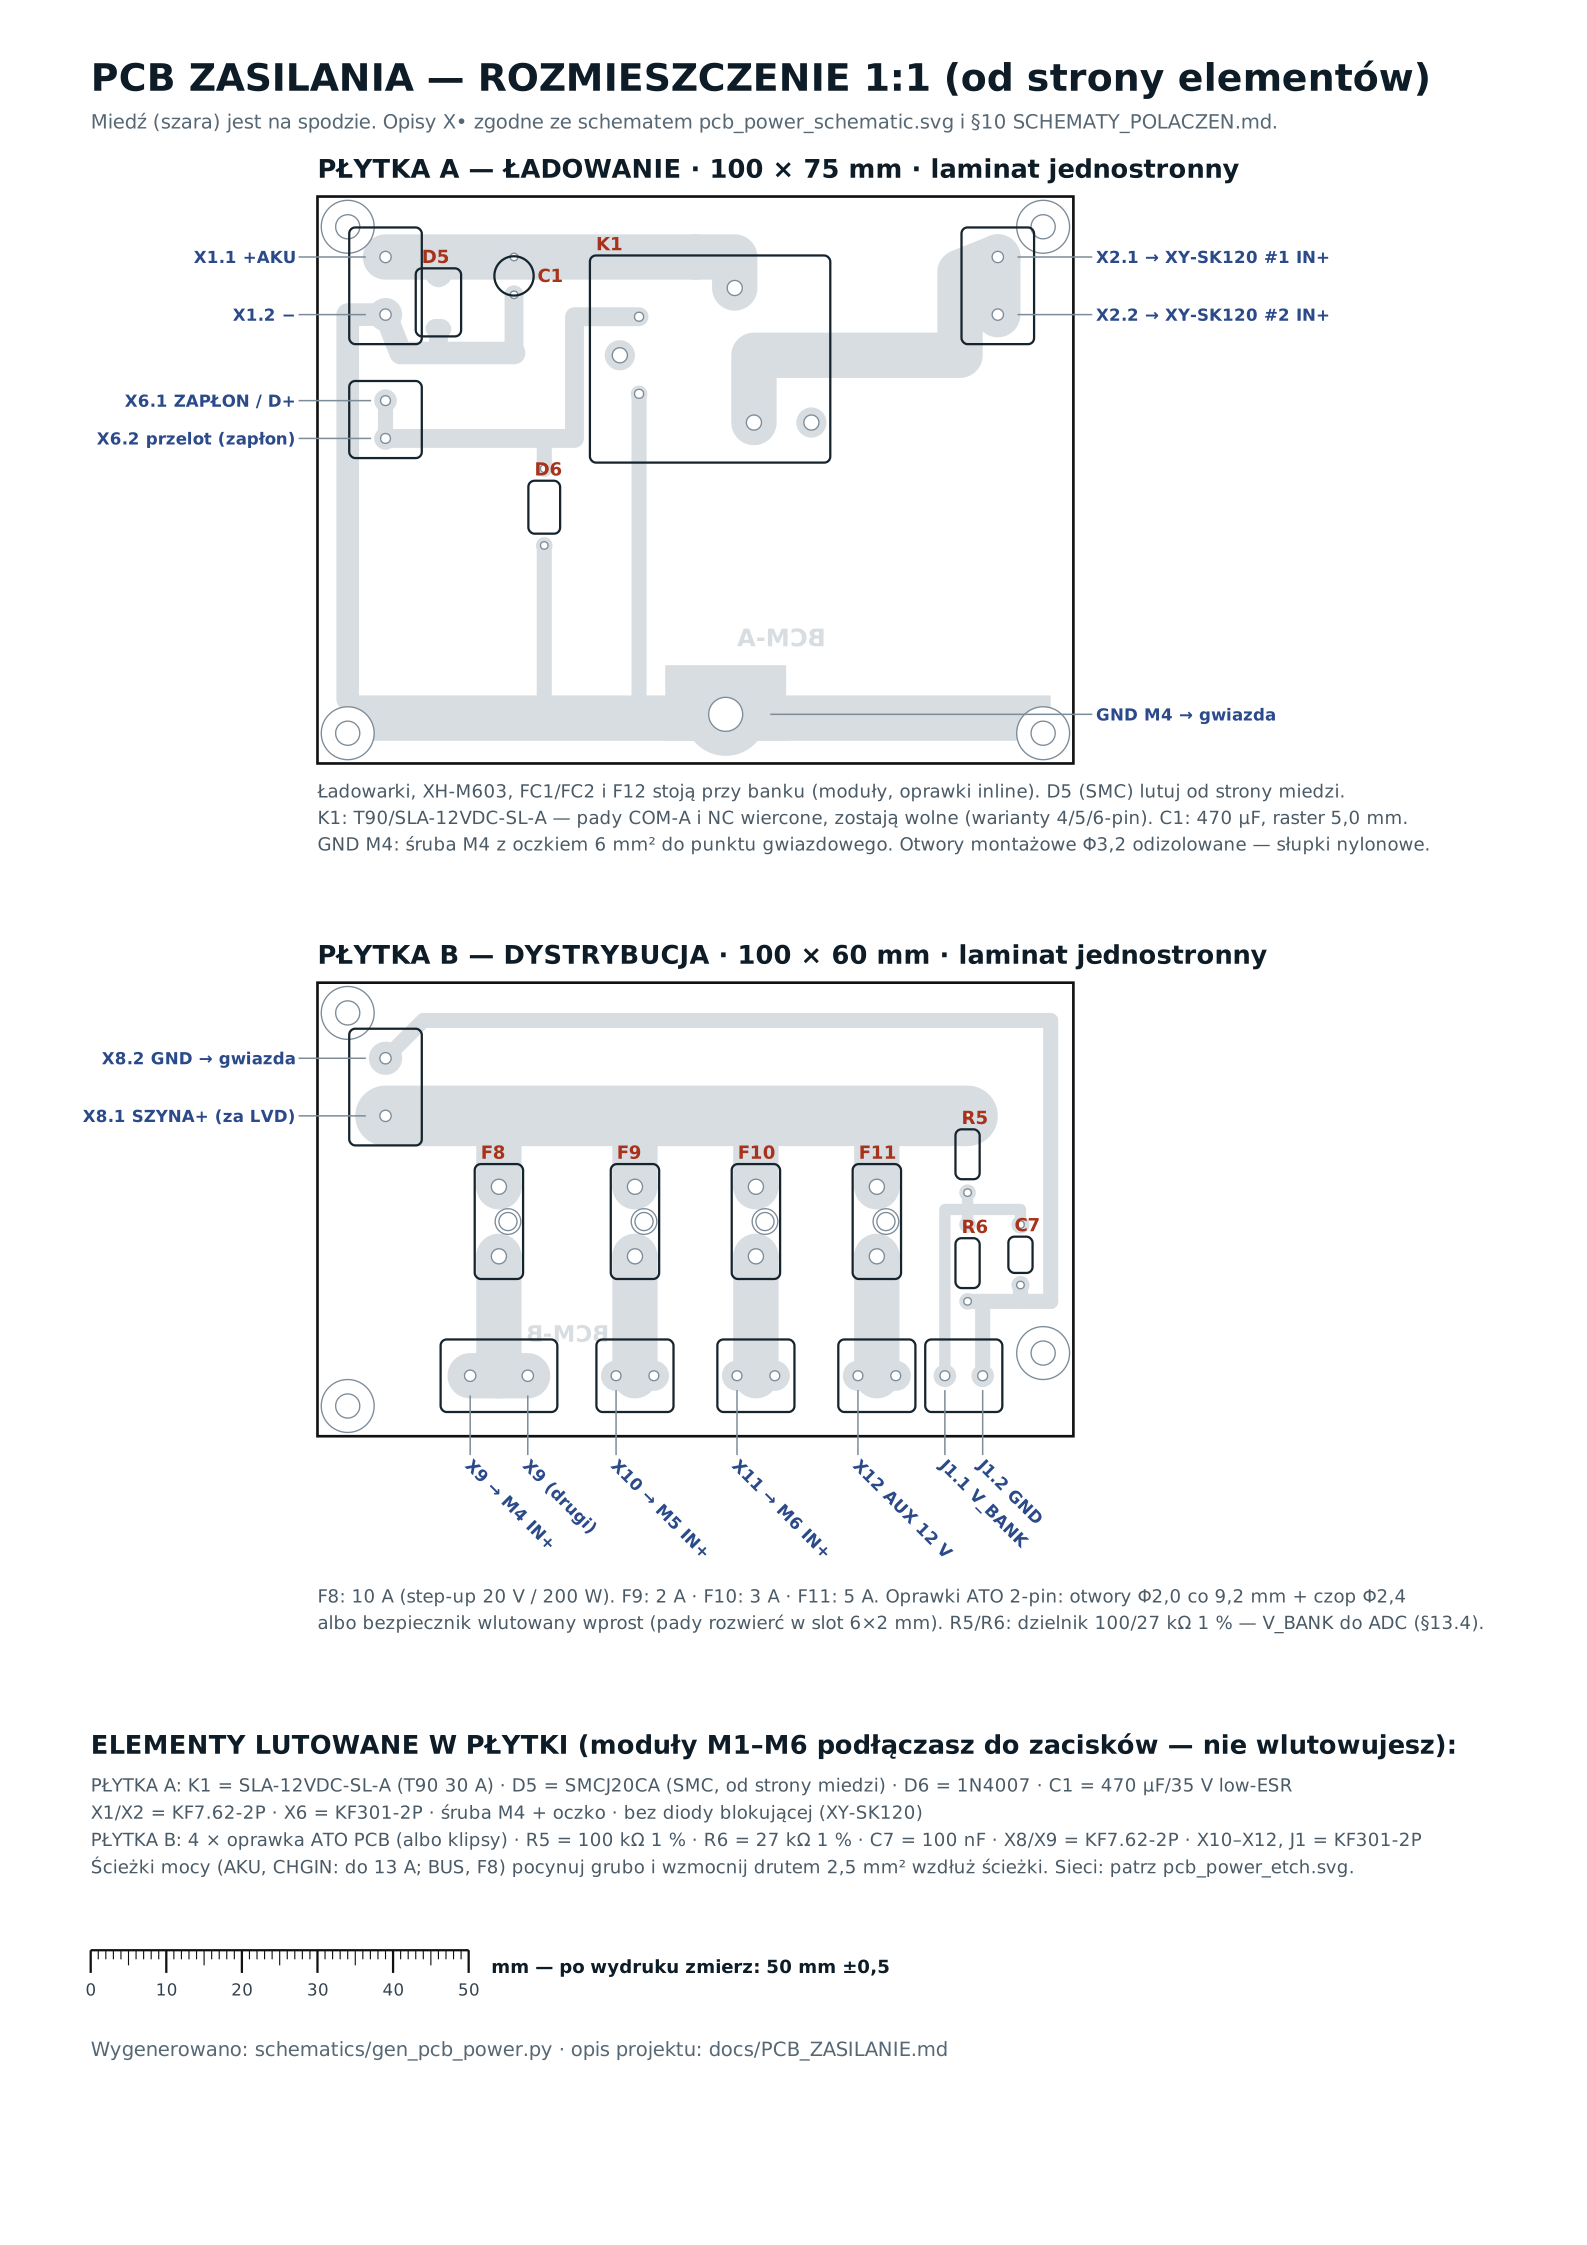 PCB ZASILANIA — ROZMIESZCZENIE 1:1 (od strony elementów)
Miedź (szara) jest na spodzie. Opisy X• zgodne ze schematem pcb_power_schematic.svg i §10 SCHEMATY_POLACZEN.md.
PŁYTKA A — ŁADOWANIE · 100 × 75 mm · laminat jednostronny
K1
X1.1 +AKU
D5
C1
X2.1 → XY-SK120 #1 IN+
X1.2 −
X2.2 → XY-SK120 #2 IN+
X6.1 ZAPŁON / D+
X6.2 przelot (zapłon)
D6
BCM-A
GND M4 → gwiazda
Ładowarki, XH-M603, FC1/FC2 i F12 stoją przy banku (moduły, oprawki inline). D5 (SMC) lutuj od strony miedzi.
K1: T90/SLA-12VDC-SL-A — pady COM-A i NC wiercone, zostają wolne (warianty 4/5/6-pin). C1: 470 µF, raster 5,0 mm.
GND M4: śruba M4 z oczkiem 6 mm² do punktu gwiazdowego. Otwory montażowe Φ3,2 odizolowane — słupki nylonowe.
PŁYTKA B — DYSTRYBUCJA · 100 × 60 mm · laminat jednostronny
X8.2 GND → gwiazda
X8.1 SZYNA+ (za LVD)
R5
F8
F9
F10
F11
R6
C7
BCM-B
X9 → M4 IN+
X9 (drugi)
X10 → M5 IN+
X11 → M6 IN+
X12 AUX 12 V
J1.1 V_BANK
J1.2 GND
F8: 10 A (step-up 20 V / 200 W). F9: 2 A · F10: 3 A · F11: 5 A. Oprawki ATO 2-pin: otwory Φ2,0 co 9,2 mm + czop Φ2,4
albo bezpiecznik wlutowany wprost (pady rozwierć w slot 6×2 mm). R5/R6: dzielnik 100/27 kΩ 1 % — V_BANK do ADC (§13.4).
ELEMENTY LUTOWANE W PŁYTKI (moduły M1–M6 podłączasz do zacisków — nie wlutowujesz):
PŁYTKA A: K1 = SLA-12VDC-SL-A (T90 30 A) · D5 = SMCJ20CA (SMC, od strony miedzi) · D6 = 1N4007 · C1 = 470 µF/35 V low-ESR
X1/X2 = KF7.62-2P · X6 = KF301-2P · śruba M4 + oczko · bez diody blokującej (XY-SK120)
PŁYTKA B: 4 × oprawka ATO PCB (albo klipsy) · R5 = 100 kΩ 1 % · R6 = 27 kΩ 1 % · C7 = 100 nF · X8/X9 = KF7.62-2P · X10–X12, J1 = KF301-2P
Ścieżki mocy (AKU, CHGIN: do 13 A; BUS, F8) pocynuj grubo i wzmocnij drutem 2,5 mm² wzdłuż ścieżki. Sieci: patrz pcb_power_etch.svg.
mm — po wydruku zmierz: 50 mm ±0,5
0 10 20 30 40 50
Wygenerowano: schematics/gen_pcb_power.py · opis projektu: docs/PCB_ZASILANIE.md